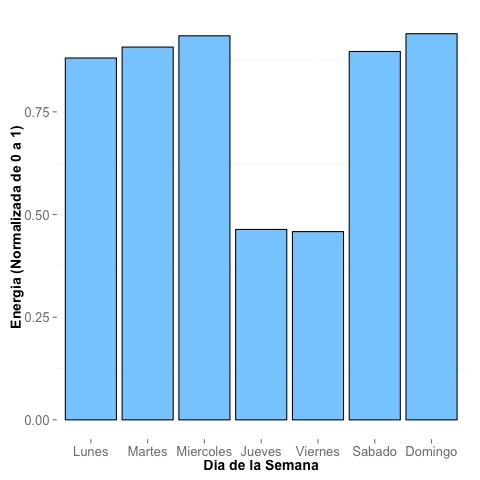 Energia (Normalizada de 0 a 1)
0.75
0.50
0.25
0.00
Lunes Martes Miercoles Jueves Viernes Sabado Domingo
Dia de la Semana